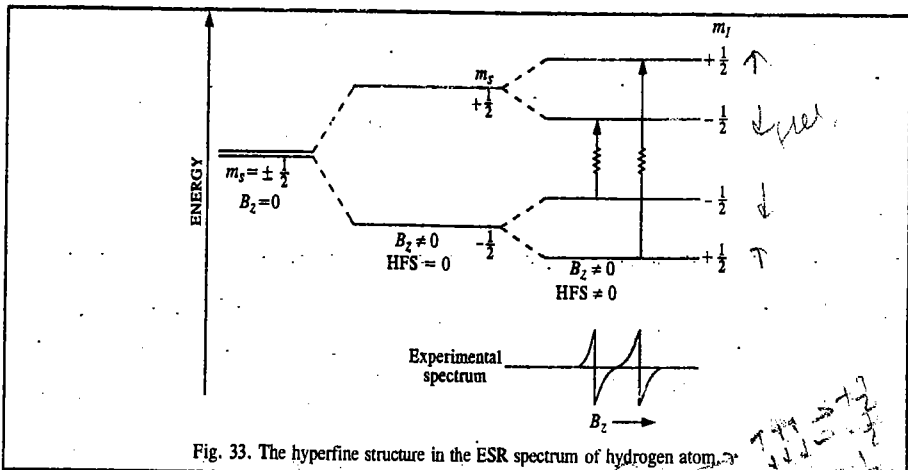 m_I
+1/2 ↑
m_s
+1/2
-1/2 ↓
ENERGY
m_s = ± 1/2
B_z = 0
-1/2 ↓
B_z ≠ 0
HFS = 0
-1/2
+1/2 ↑
B_z ≠ 0
HFS ≠ 0
Experimental
spectrum
B_z →
Fig. 33. The hyperfine structure in the ESR spectrum of hydrogen atom.